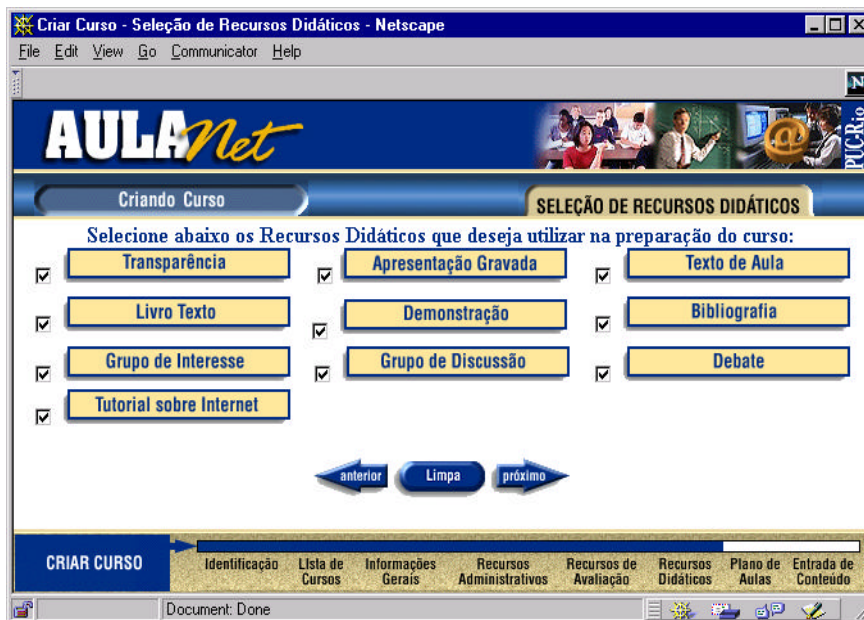 Criar Curso - Seleção de Recursos Didáticos - Netscape
File Edit View Go Communicator Help
N
AULANet
@
PUC-Rio
Criando Curso
SELEÇÃO DE RECURSOS DIDÁTICOS
Selecione abaixo os Recursos Didáticos que deseja utilizar na preparação do curso:
Transparência Apresentação Gravada Texto de Aula
Livro Texto Demonstração Bibliografia
Grupo de Interesse Grupo de Discussão Debate
Tutorial sobre Internet
anterior Limpa próximo
CRIAR CURSO
Identificação LIsta de Cursos Informações Gerais Recursos Administrativos Recursos de Avaliação Recursos Didáticos Plano de Aulas Entrada de Conteúdo
Document: Done